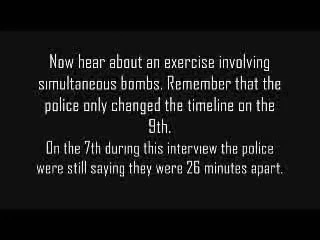 Now hear about an exercise involving
simultaneous bombs. Remember that the
police only changed the timeline on the
9th.
On the 7th during this interview the police
were still saying they were 26 minutes apart.